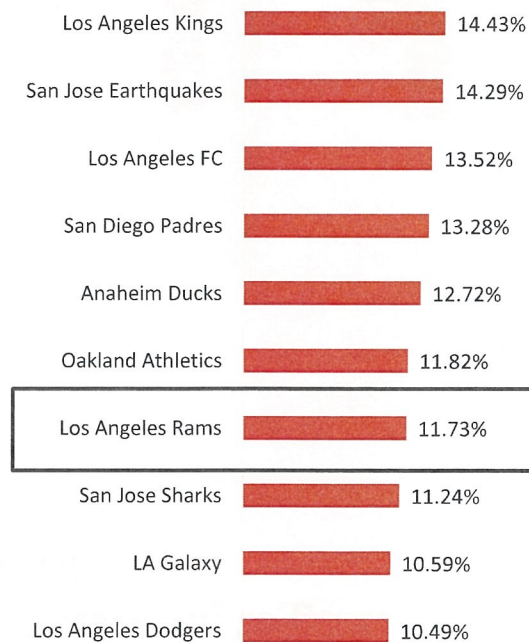 Los Angeles Kings 14.43%
San Jose Earthquakes 14.29%
Los Angeles FC 13.52%
San Diego Padres 13.28%
Anaheim Ducks 12.72%
Oakland Athletics 11.82%
Los Angeles Rams 11.73%
San Jose Sharks 11.24%
LA Galaxy 10.59%
Los Angeles Dodgers 10.49%